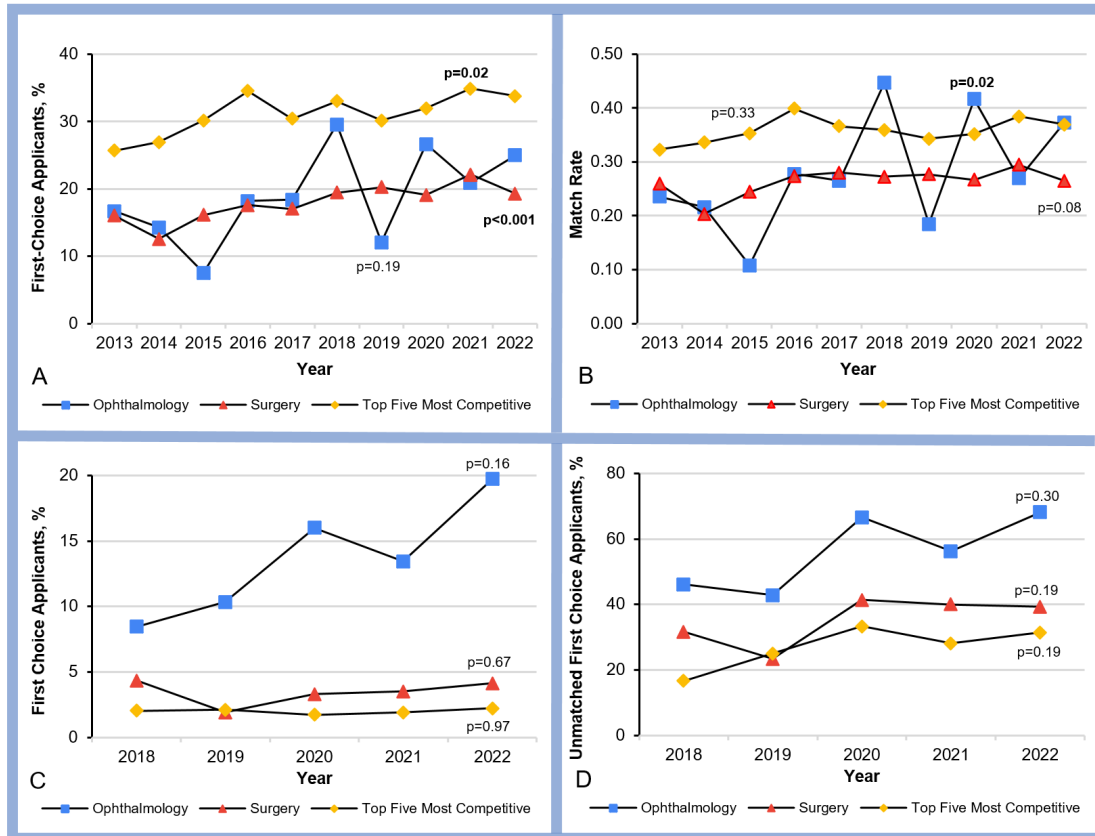 40
30
20
10
0
First-Choice Applicants, %
p=0.02
p<0.001
p=0.19
2013 2014 2015 2016 2017 2018 2019 2020 2021 2022
Year
A
Ophthalmology Surgery Top Five Most Competitive
0.50
0.40
0.30
0.20
0.10
0.00
Match Rate
p=0.33
p=0.02
p=0.08
2013 2014 2015 2016 2017 2018 2019 2020 2021 2022
Year
B
Ophthalmology Surgery Top Five Most Competitive
20
15
10
5
0
First Choice Applicants, %
p=0.16
p=0.67
p=0.97
2018 2019 2020 2021 2022
Year
C
Ophthalmology Surgery Top Five Most Competitive
80
60
40
20
0
Unmatched First Choice Applicants, %
p=0.30
p=0.19
p=0.19
2018 2019 2020 2021 2022
Year
D
Ophthalmology Surgery Top Five Most Competitive